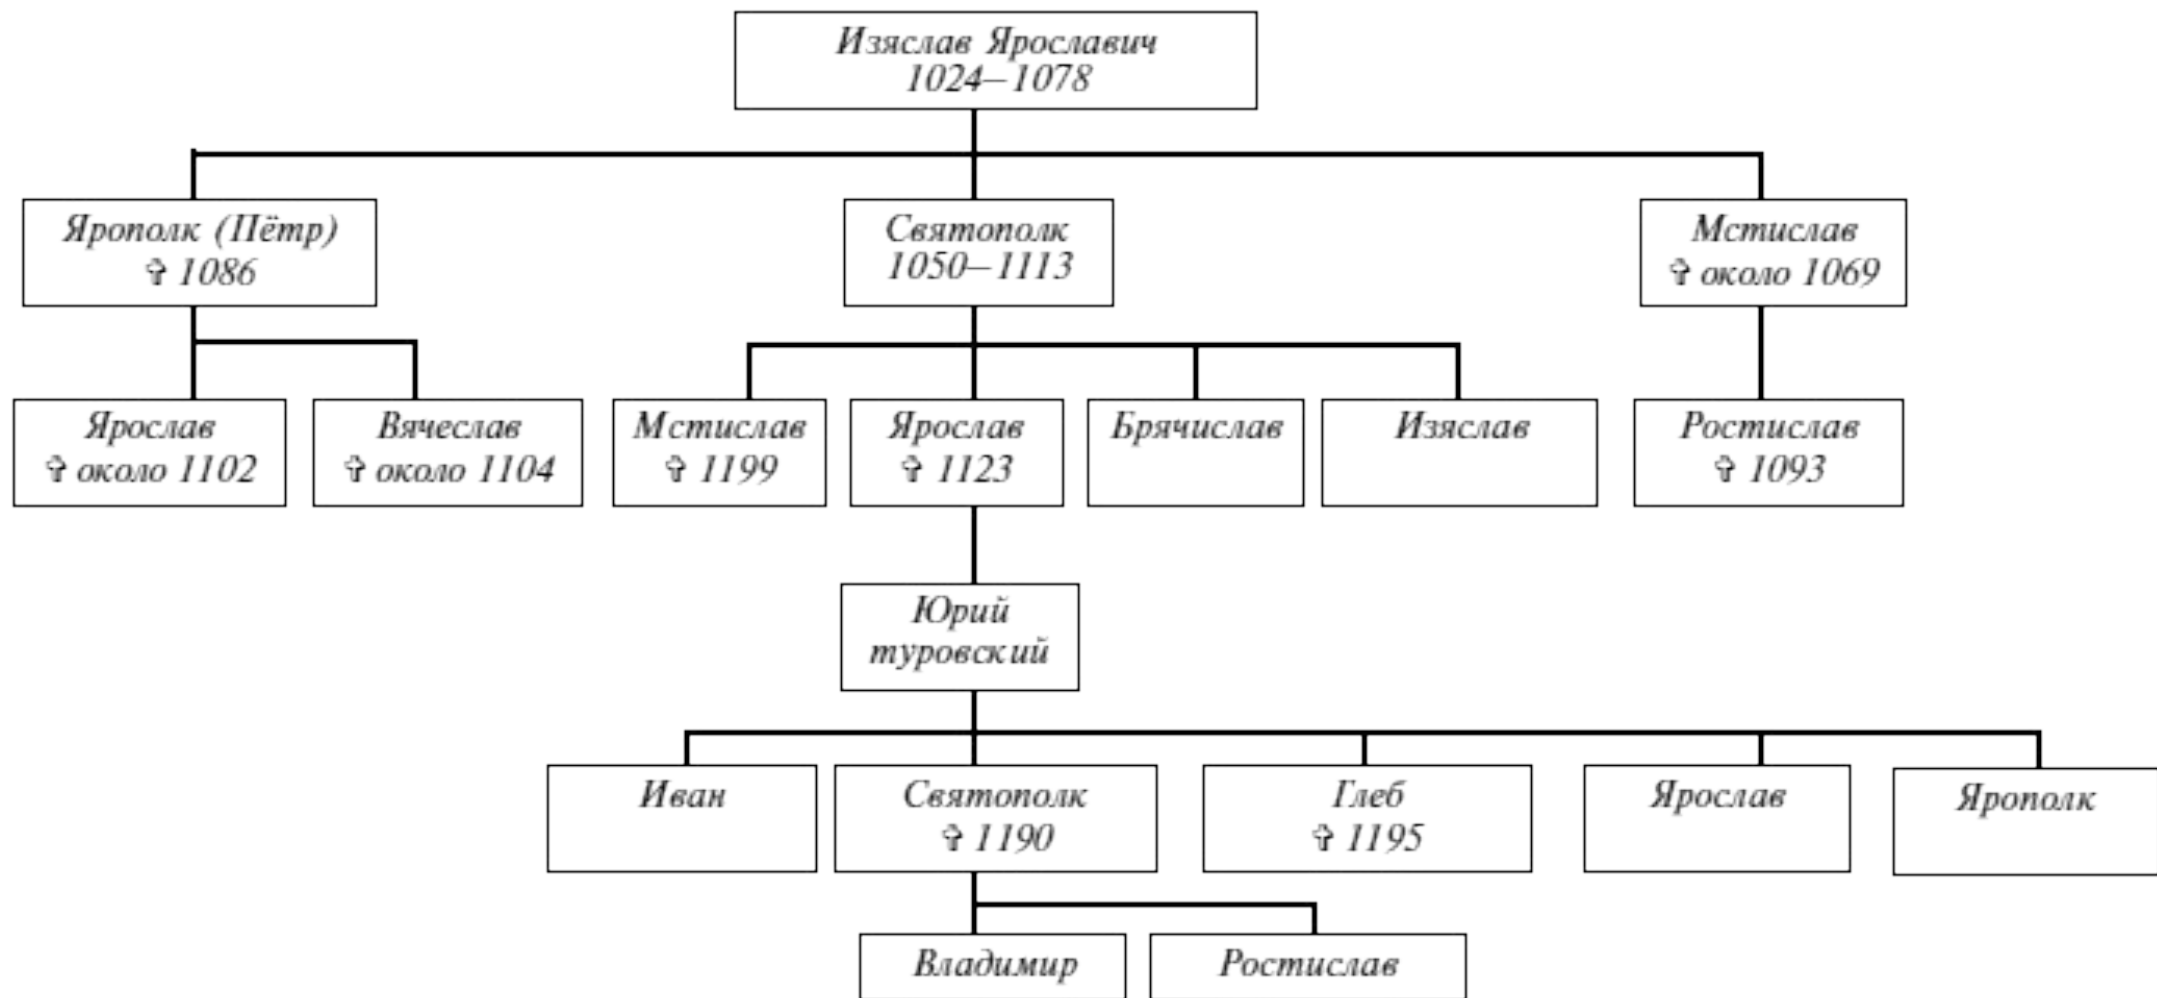 Изяслав Ярославич
1024–1078
Ярополк (Пётр)
✞ 1086
Святополк
1050–1113
Мстислав
✞ около 1069
Ярослав
✞ около 1102
Вячеслав
✞ около 1104
Мстислав
✞ 1199
Ярослав
✞ 1123
Брячислав
Изяслав
Ростислав
✞ 1093
Юрий
туровский
Иван
Святополк
✞ 1190
Глеб
✞ 1195
Ярослав
Ярополк
Владимир
Ростислав